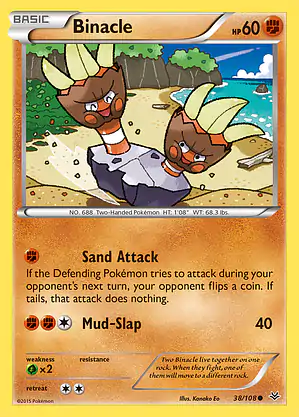 BASIC Binacle HP60
NO. 688 Two-Handed Pokémon HT: 1'08" WT: 68.3 lbs.
Sand Attack
If the Defending Pokémon tries to attack during your
opponent's next turn, your opponent flips a coin. If
tails, that attack does nothing.
Mud-Slap 40
weakness resistance
×2
retreat
Two Binacle live together on one
rock. When they fight, one of
them will move to a different rock.
Illus. Kanako Eo 38/108
©2015 Pokémon